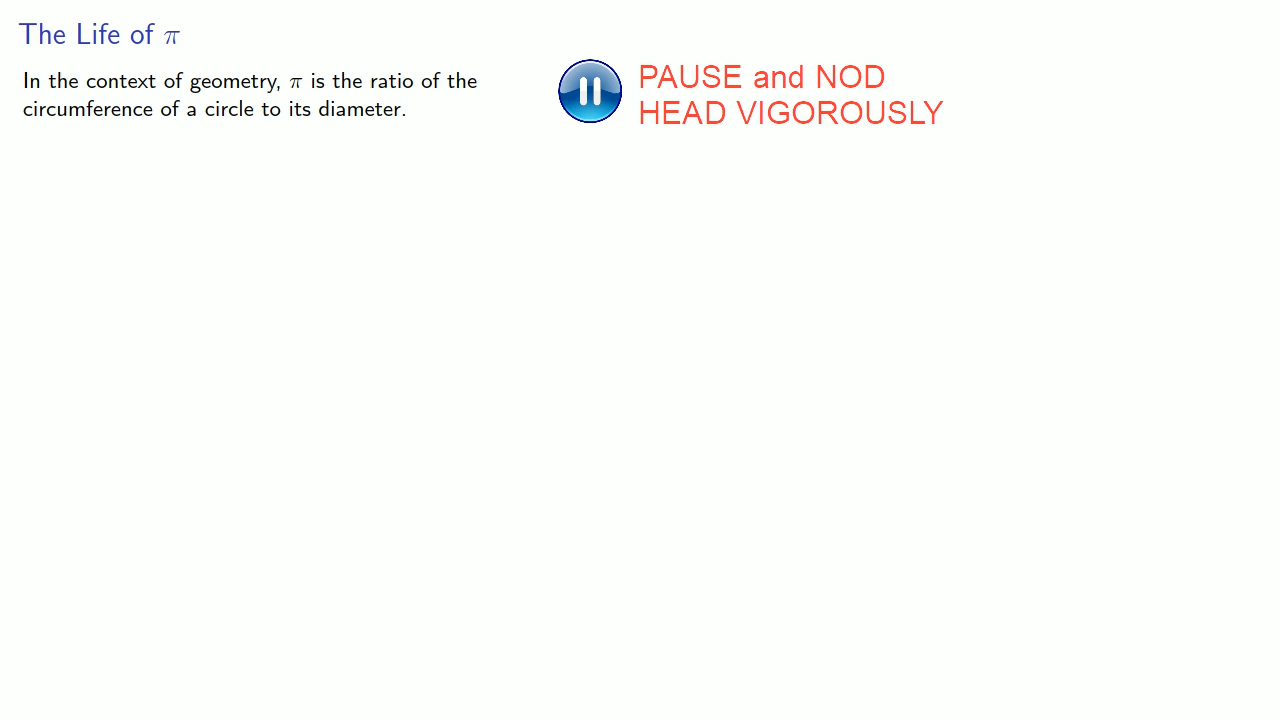 The Life of π
In the context of geometry, π is the ratio of the
circumference of a circle to its diameter.
PAUSE and NOD
HEAD VIGOROUSLY